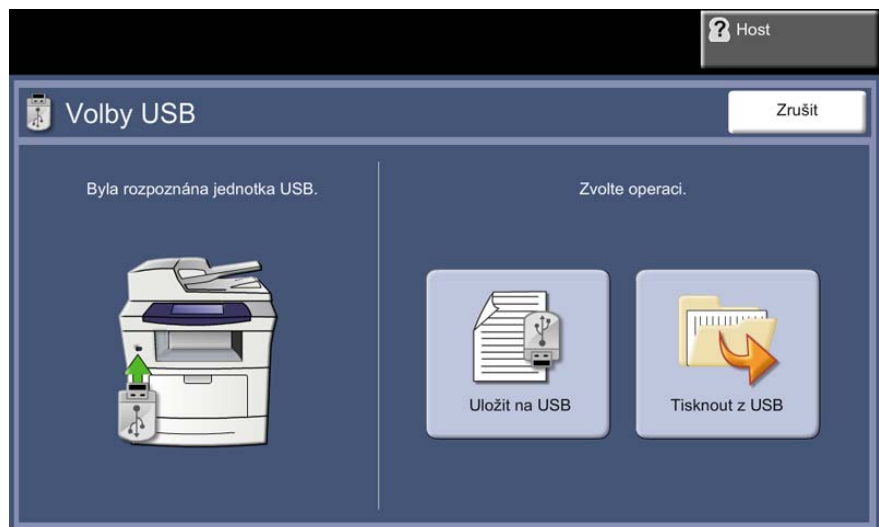 Host
Volby USB
Zrušit
Byla rozpoznána jednotka USB.
Zvolte operaci.
Uložit na USB
Tisknout z USB